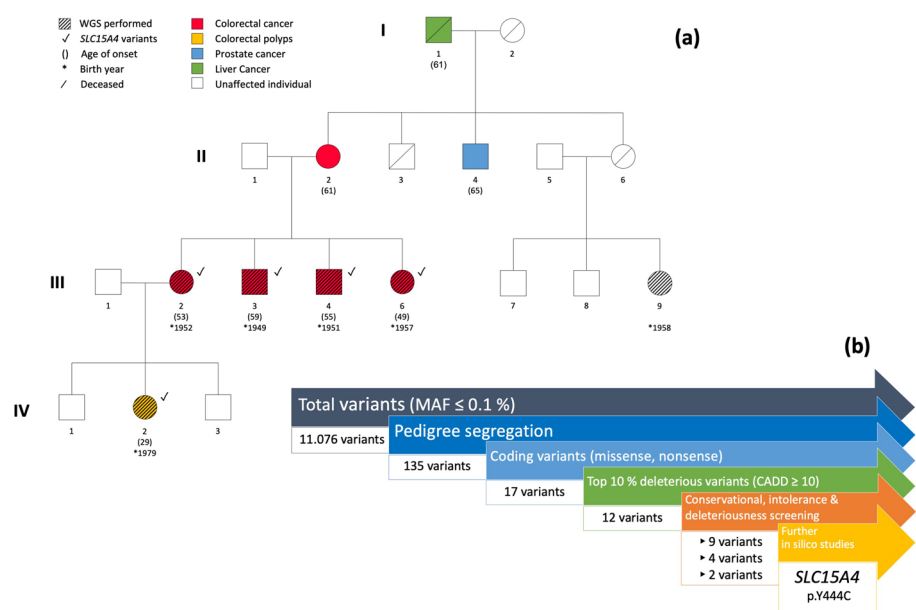 WGS performed
SLC15A4 variants
() Age of onset
* Birth year
/ Deceased
Colorectal cancer
Colorectal polyps
Prostate cancer
Liver Cancer
Unaffected individual
(a)
I
1
(61)
2
II
1
2
(61)
3
4
(65)
5
6
III
1
2
(53)
*1952
3
(59)
*1949
4
(55)
*1951
6
(49)
*1957
7
8
9
*1958
IV
1
2
(29)
*1979
3
(b)
Total variants (MAF ≤ 0.1 %)
11.076 variants
Pedigree segregation
135 variants
Coding variants (missense, nonsense)
17 variants
Top 10 % deleterious variants (CADD ≥ 10)
12 variants
Conservational, intolerance &
deleteriousness screening
9 variants
4 variants
2 variants
Further
in silico studies
SLC15A4
p.Y444C